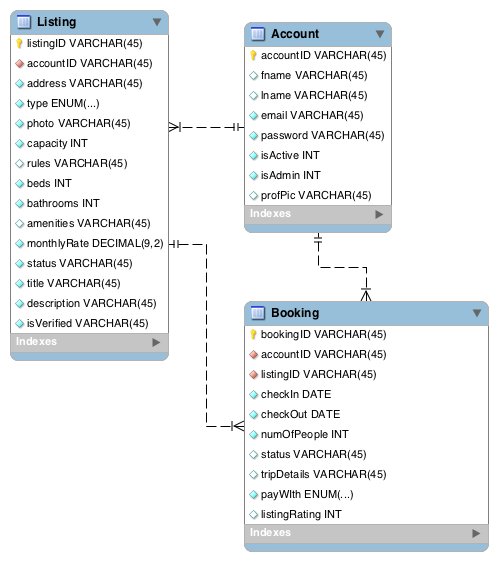 Listing
listingID VARCHAR(45)
accountID VARCHAR(45)
address VARCHAR(45)
type ENUM(...)
photo VARCHAR(45)
capacity INT
rules VARCHAR(45)
beds INT
bathrooms INT
amenities VARCHAR(45)
monthlyRate DECIMAL(9,2)
status VARCHAR(45)
title VARCHAR(45)
description VARCHAR(45)
isVerified VARCHAR(45)
Indexes
Account
accountID VARCHAR(45)
fname VARCHAR(45)
lname VARCHAR(45)
email VARCHAR(45)
password VARCHAR(45)
isActive INT
isAdmin INT
profPic VARCHAR(45)
Indexes
Booking
bookingID VARCHAR(45)
accountID VARCHAR(45)
listingID VARCHAR(45)
checkIn DATE
checkOut DATE
numOfPeople INT
status VARCHAR(45)
tripDetails VARCHAR(45)
payWIth ENUM(...)
listingRating INT
Indexes